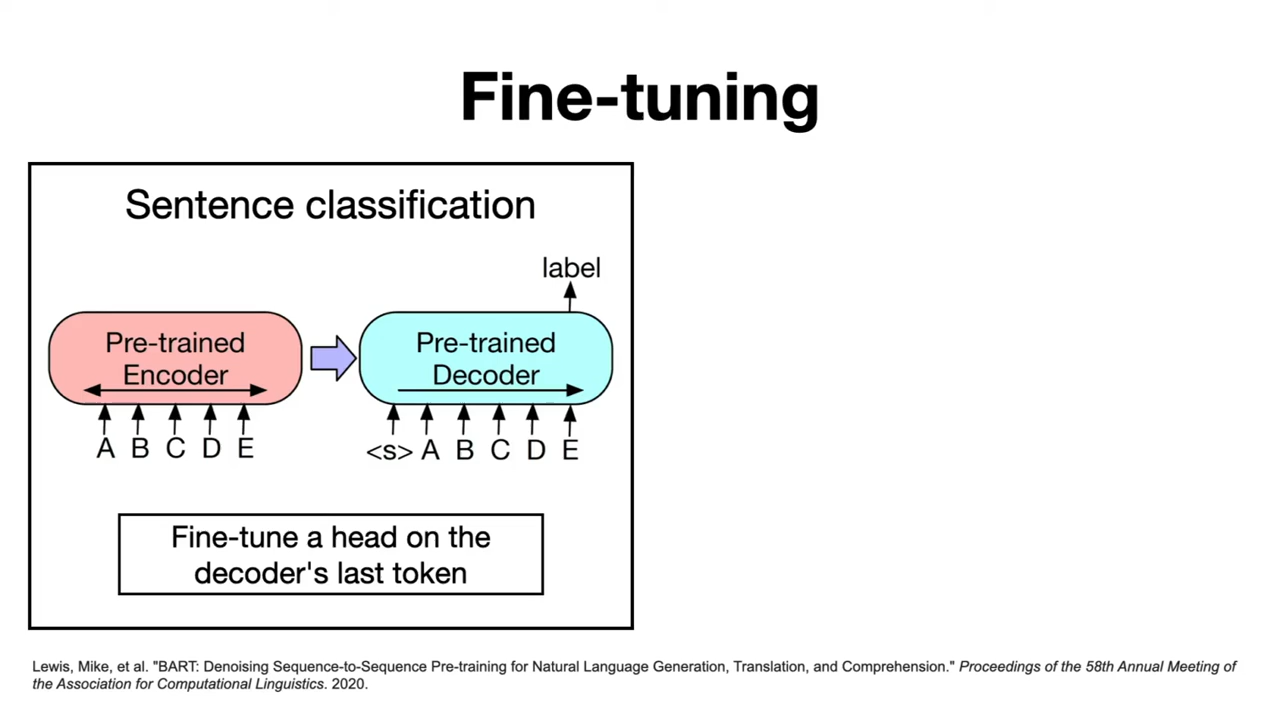 Fine-tuning
Sentence classification
label
Pre-trained
Encoder
Pre-trained
Decoder
A B C D E
<s> A B C D E
Fine-tune a head on the
decoder's last token
Lewis, Mike, et al. "BART: Denoising Sequence-to-Sequence Pre-training for Natural Language Generation, Translation, and Comprehension." Proceedings of the 58th Annual Meeting of
the Association for Computational Linguistics. 2020.